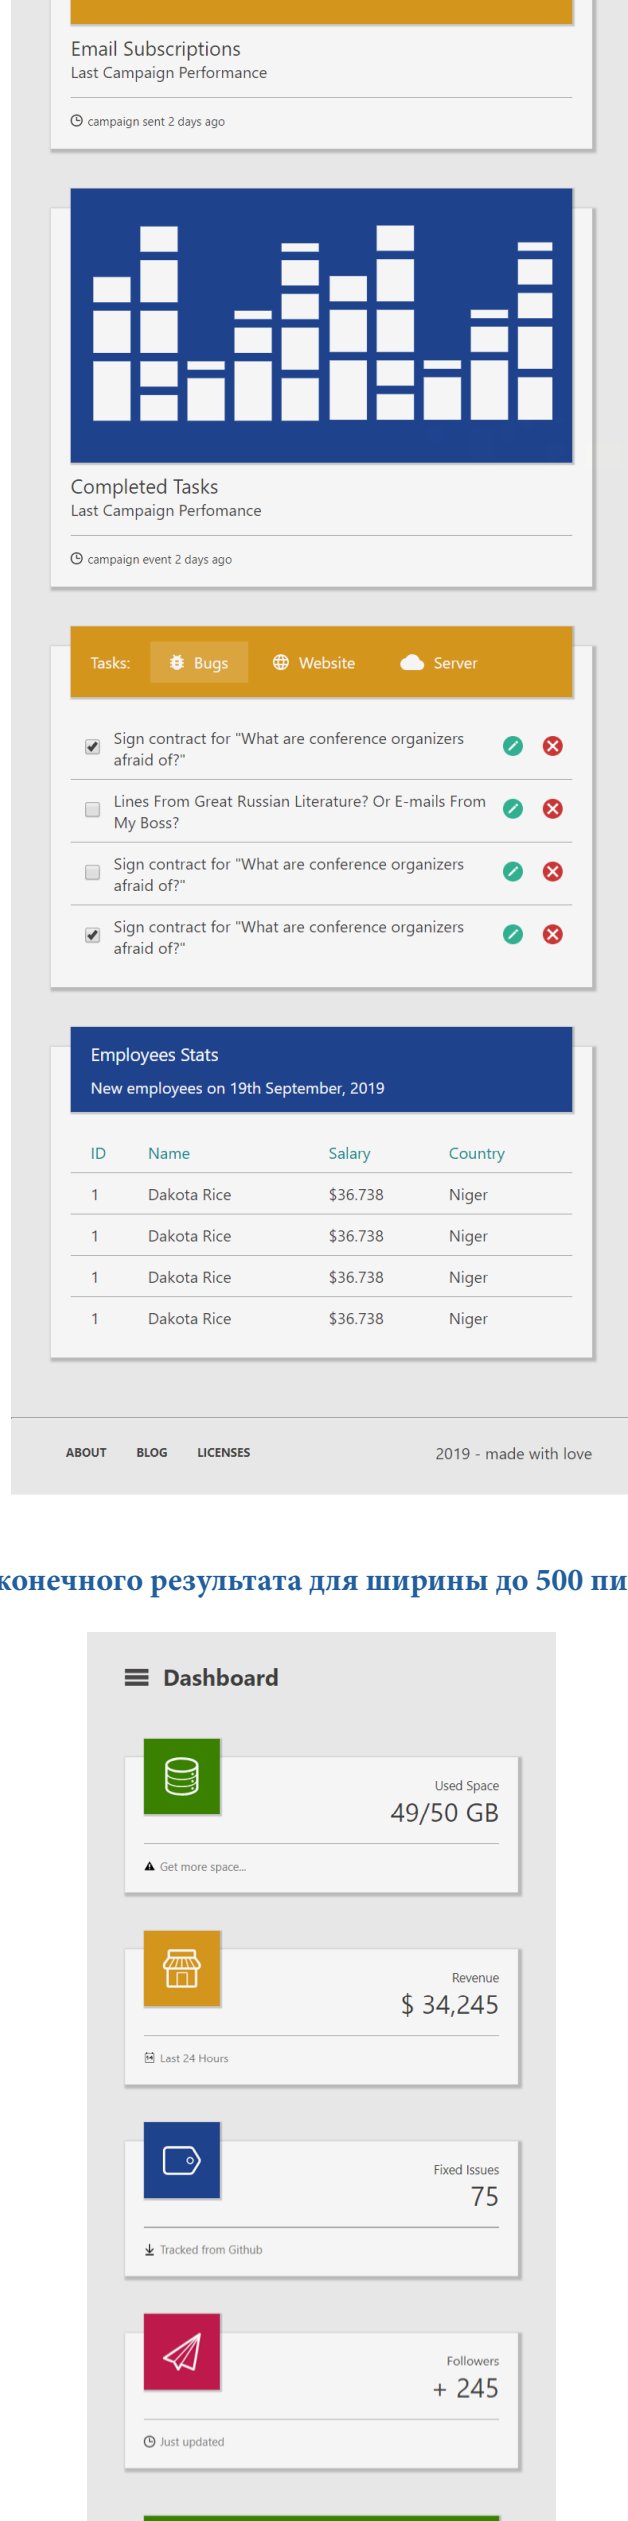 Email Subscriptions
Last Campaign Performance
campaign sent 2 days ago
Completed Tasks
Last Campaign Perfomance
campaign event 2 days ago
Tasks: Bugs Website Server
Sign contract for "What are conference organizers
afraid of?"
Lines From Great Russian Literature? Or E-mails From
My Boss?
Sign contract for "What are conference organizers
afraid of?"
Sign contract for "What are conference organizers
afraid of?"
Employees Stats
New employees on 19th September, 2019
ID Name Salary Country
1 Dakota Rice $36.738 Niger
1 Dakota Rice $36.738 Niger
1 Dakota Rice $36.738 Niger
1 Dakota Rice $36.738 Niger
ABOUT BLOG LICENSES 2019 - made with love
конечного результата для ширины до 500 пи
Dashboard
Used Space
49/50 GB
Get more space...
Revenue
$ 34,245
Last 24 Hours
Fixed Issues
75
Tracked from Github
Followers
+ 245
Just updated